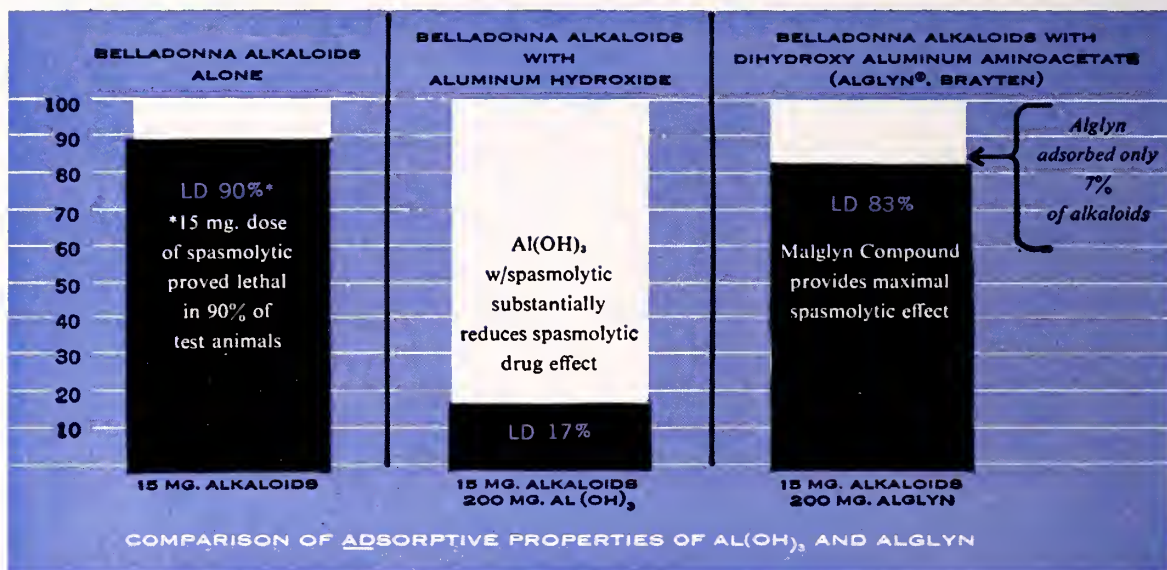 BELLADONNA ALKALOIDS
ALONE
BELLADONNA ALKALOIDS
WITH
ALUMINUM HYDROXIDE
BELLADONNA ALKALOIDS WITH
DIHYDROXY ALUMINUM AMINOACETATE
(ALGLYN®, BRAYTEN)
100
90
80
70
60
50
40
30
20
10
LD 90%*
*15 mg. dose
of spasmolytic
proved lethal
in 90% of
test animals
Al(OH)₃
w/spasmolytic
substantially
reduces spasmolytic
drug effect
LD 17%
LD 83%
Malglyn Compound
provides maximal
spasmolytic effect
Alglyn
adsorbed only
7%
of alkaloids
15 MG. ALKALOIDS
15 MG. ALKALOIDS
200 MG. AL (OH)₃
15 MG. ALKALOIDS
200 MG. ALGLYN
COMPARISON OF ADSORPTIVE PROPERTIES OF AL(OH)₃ AND ALGLYN